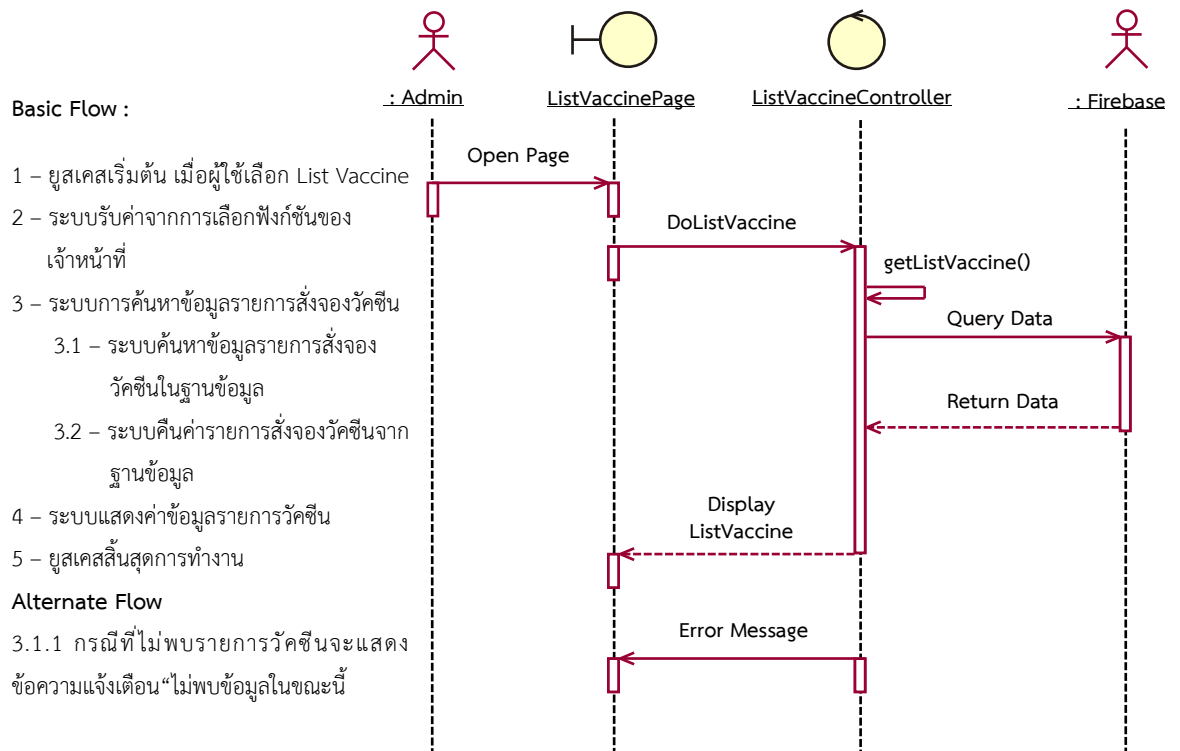 : Admin
ListVaccinePage
ListVaccineController
: Firebase
Basic Flow :
1 – ยูสเคสเริ่มต้น เมื่อผู้ใช้เลือก List Vaccine
2 – ระบบรับค่าจากการเลือกฟังก์ชันของ
เจ้าหน้าที่
3 – ระบบการค้นหาข้อมูลรายการสั่งจองวัคซีน
3.1 – ระบบค้นหาข้อมูลรายการสั่งจอง
วัคซีนในฐานข้อมูล
3.2 – ระบบคืนค่ารายการสั่งจองวัคซีนจาก
ฐานข้อมูล
4 – ระบบแสดงค่าข้อมูลรายการวัคซีน
5 – ยูสเคสสิ้นสุดการทำงาน
Alternate Flow
3.1.1 กรณีที่ไม่พบรายการวัคซีนจะแสดง
ข้อความแจ้งเตือน“ไม่พบข้อมูลในขณะนี้
Open Page
DoListVaccine
getListVaccine()
Query Data
Return Data
Display
ListVaccine
Error Message